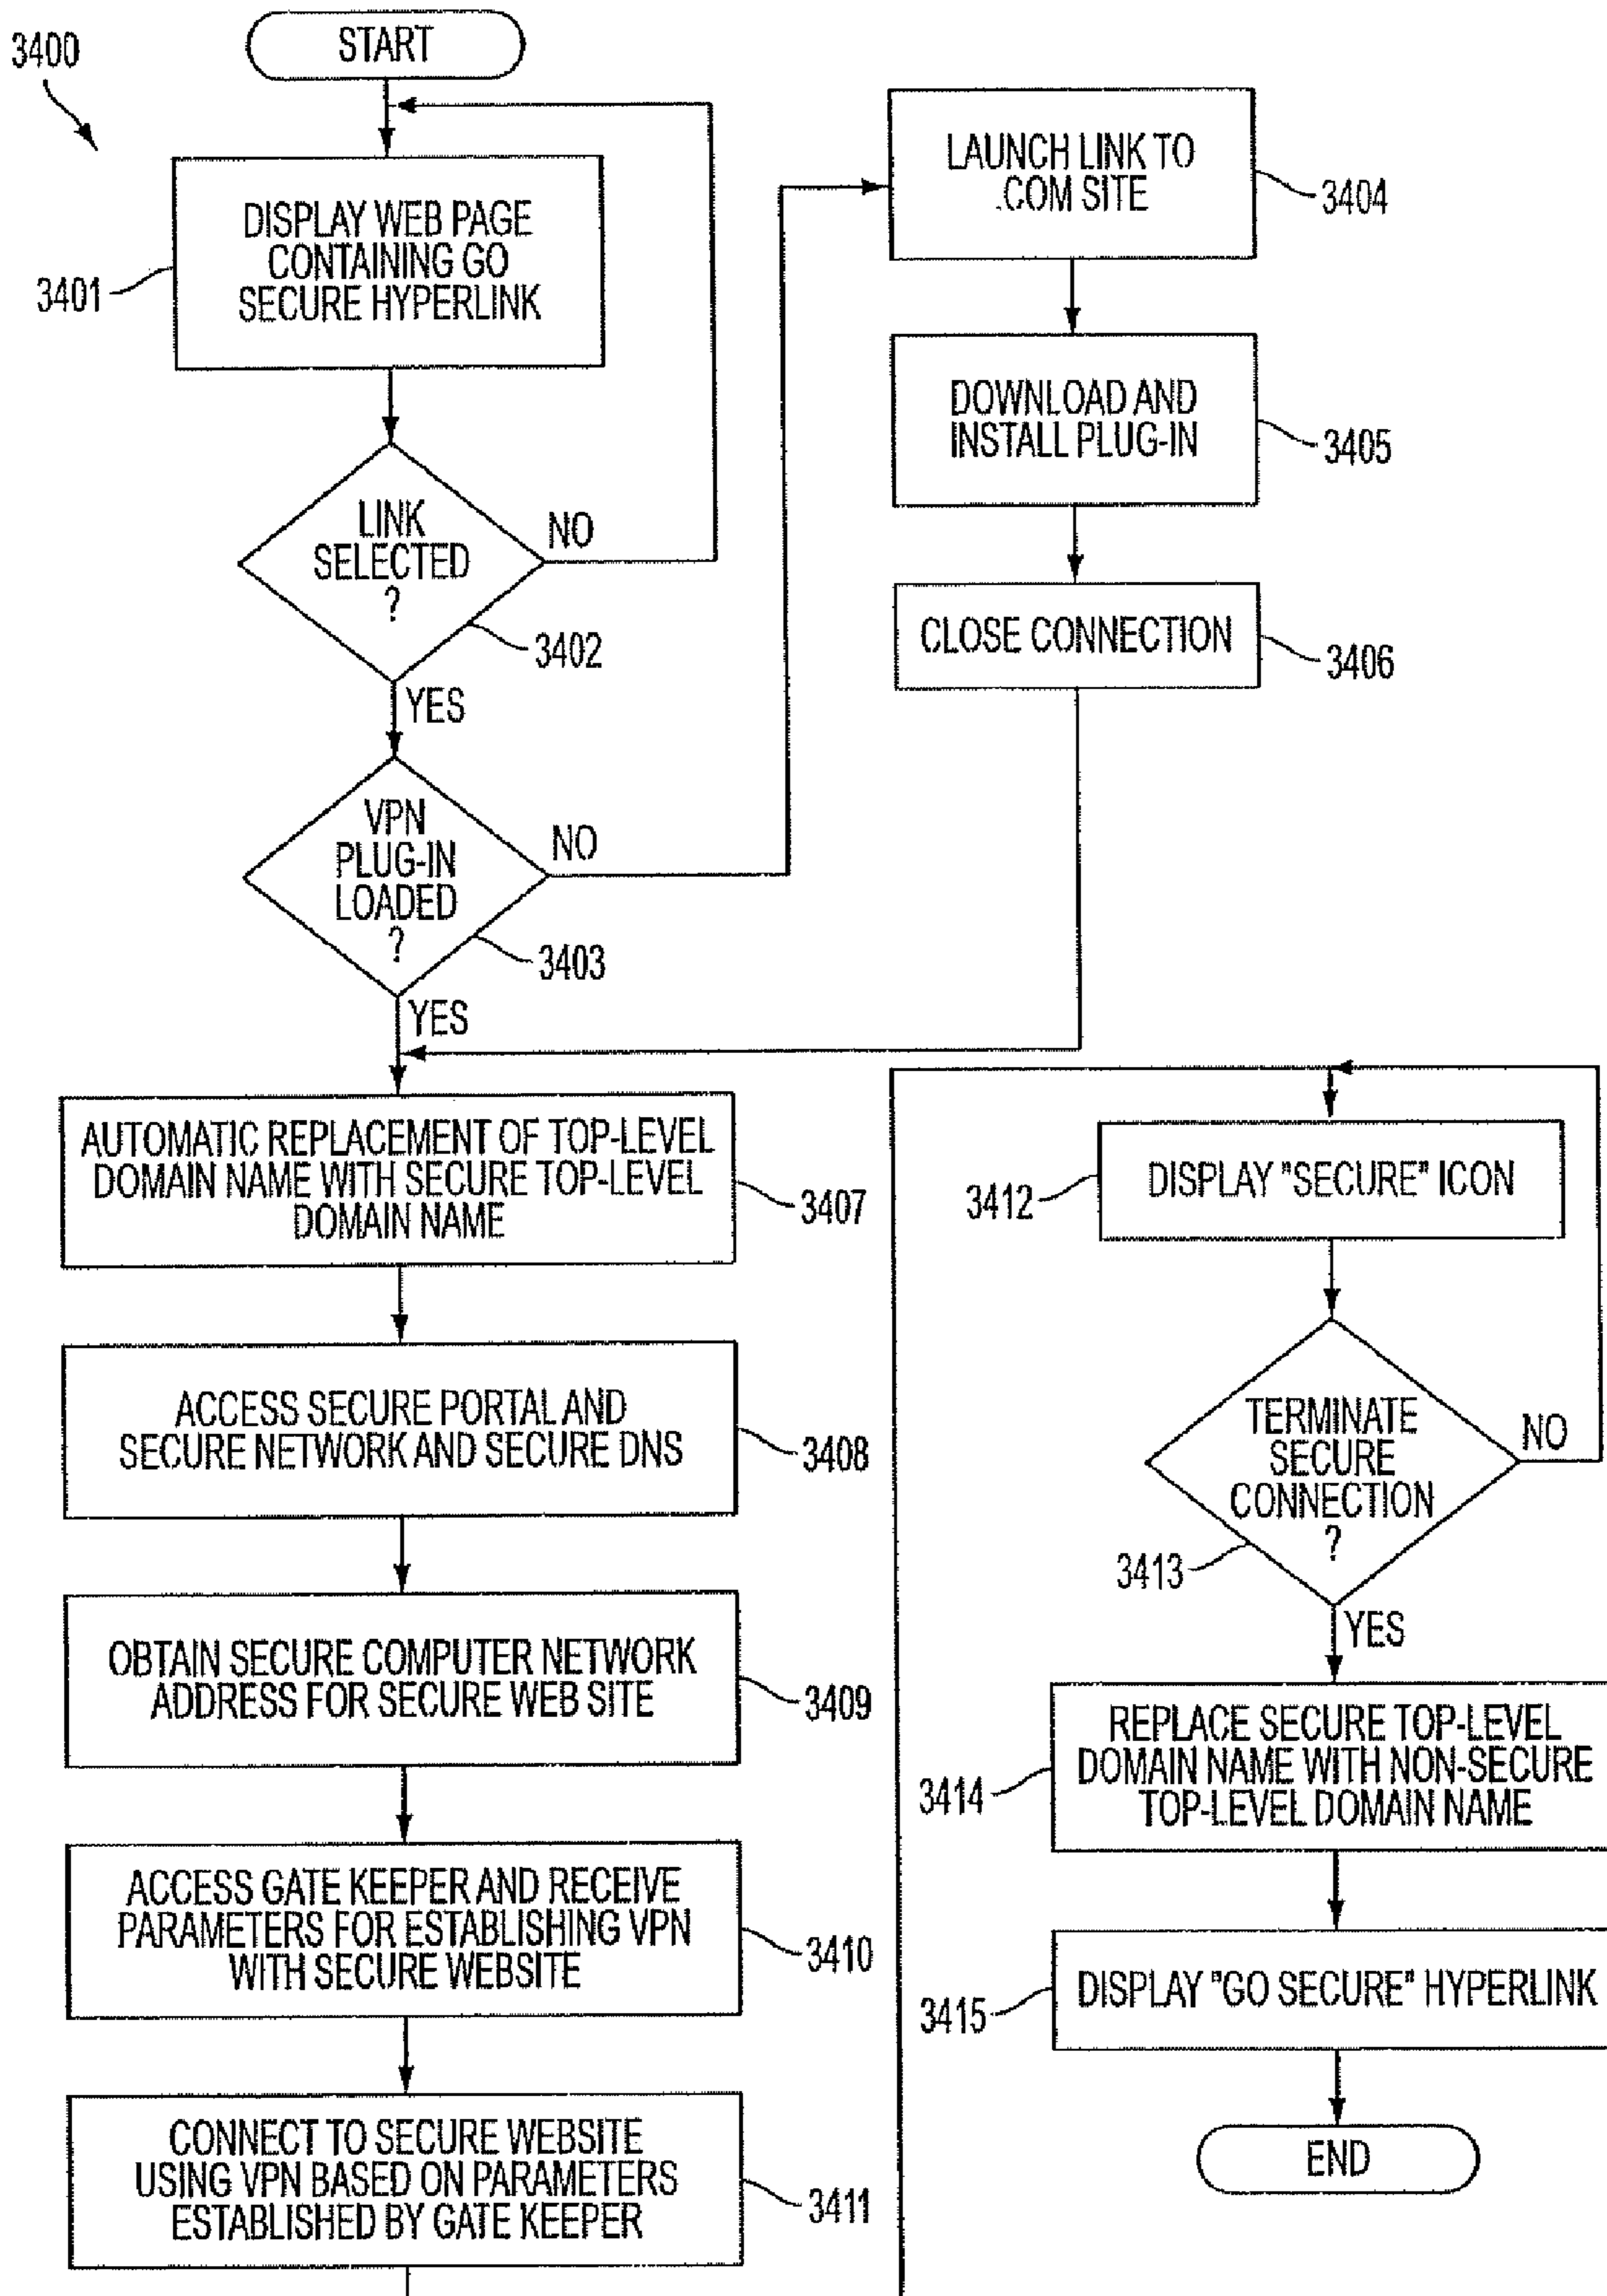 3400
START
DISPLAY WEB PAGE
CONTAINING GO
SECURE HYPERLINK
3401
LINK
SELECTED
?
NO
3402
YES
VPN
PLUG-IN
LOADED
?
NO
3403
YES
LAUNCH LINK TO
.COM SITE
3404
DOWNLOAD AND
INSTALL PLUG-IN
3405
CLOSE CONNECTION
3406
AUTOMATIC REPLACEMENT OF TOP-LEVEL
DOMAIN NAME WITH SECURE TOP-LEVEL
DOMAIN NAME
3407
ACCESS SECURE PORTAL AND
SECURE NETWORK AND SECURE DNS
3408
OBTAIN SECURE COMPUTER NETWORK
ADDRESS FOR SECURE WEB SITE
3409
ACCESS GATE KEEPER AND RECEIVE
PARAMETERS FOR ESTABLISHING VPN
WITH SECURE WEBSITE
3410
CONNECT TO SECURE WEBSITE
USING VPN BASED ON PARAMETERS
ESTABLISHED BY GATE KEEPER
3411
DISPLAY "SECURE" ICON
3412
TERMINATE
SECURE
CONNECTION
?
NO
3413
YES
REPLACE SECURE TOP-LEVEL
DOMAIN NAME WITH NON-SECURE
TOP-LEVEL DOMAIN NAME
3414
DISPLAY "GO SECURE" HYPERLINK
3415
END